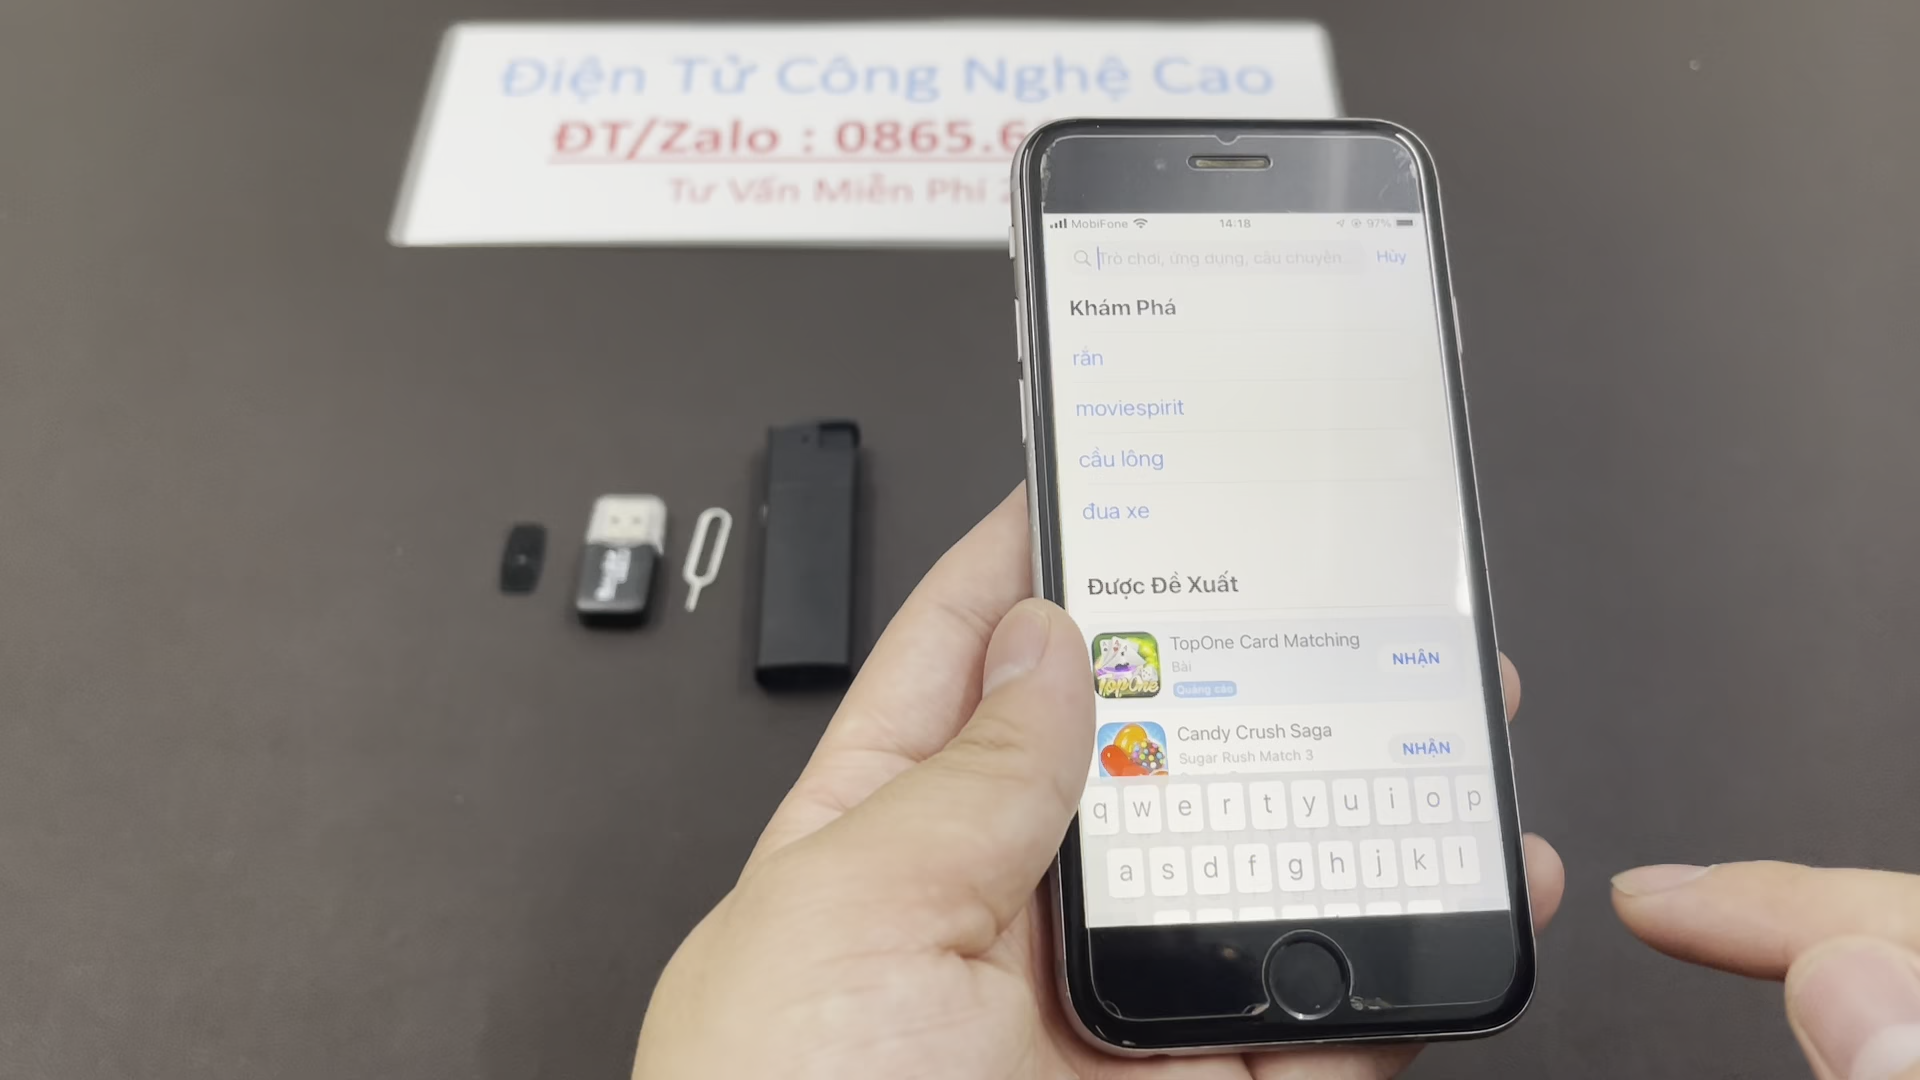 Điện Tử Công Nghệ Cao
ĐT/Zalo : 0865.6
Tư Vấn Miễn Phí 2
MobiFone
14:18
97%
Trò chơi, ứng dụng, câu chuyện...
Hủy
Khám Phá
rắn
moviespirit
cầu lông
đua xe
Được Đề Xuất
TopOne Card Matching
Bài
Quảng cáo
NHẬN
TopOne
Candy Crush Saga
Sugar Rush Match 3
NHẬN
q w e r t y u i o p
a s d f g h j k l